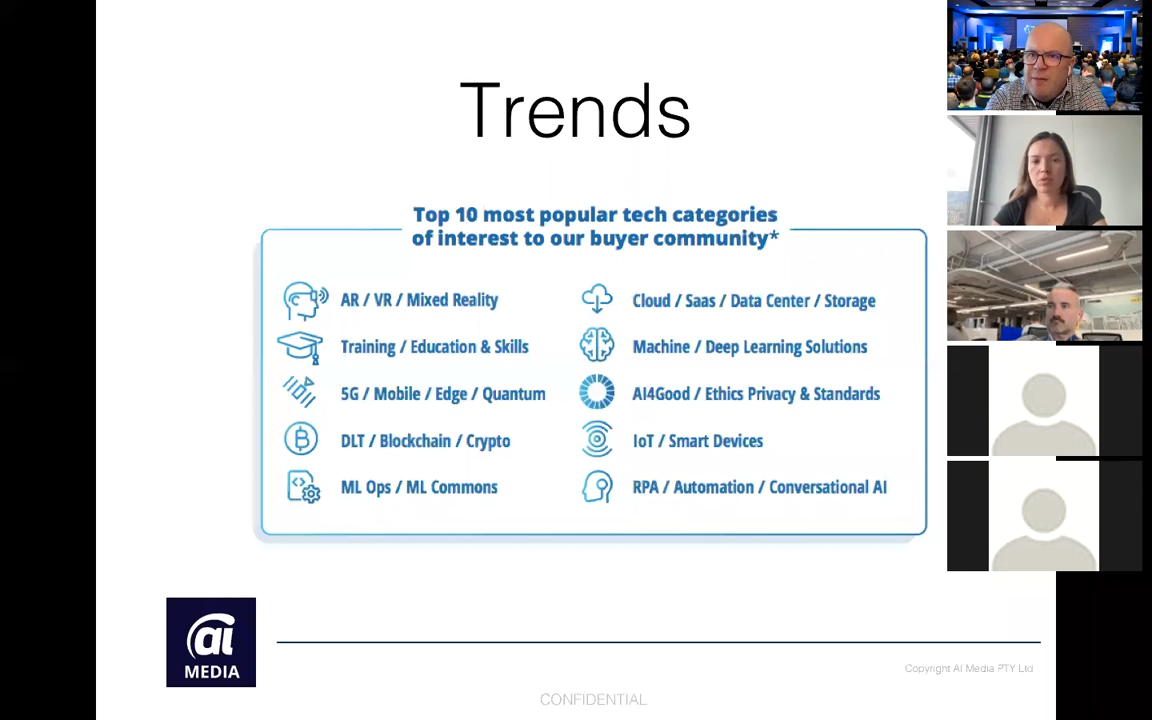 Trends
Top 10 most popular tech categories
of interest to our buyer community*
AR / VR / Mixed Reality
Training / Education & Skills
5G / Mobile / Edge / Quantum
DLT / Blockchain / Crypto
ML Ops / ML Commons
Cloud / Saas / Data Center / Storage
Machine / Deep Learning Solutions
AI4Good / Ethics Privacy & Standards
IoT / Smart Devices
RPA / Automation / Conversational AI
ai
MEDIA
Copyright AI Media PTY Ltd
CONFIDENTIAL